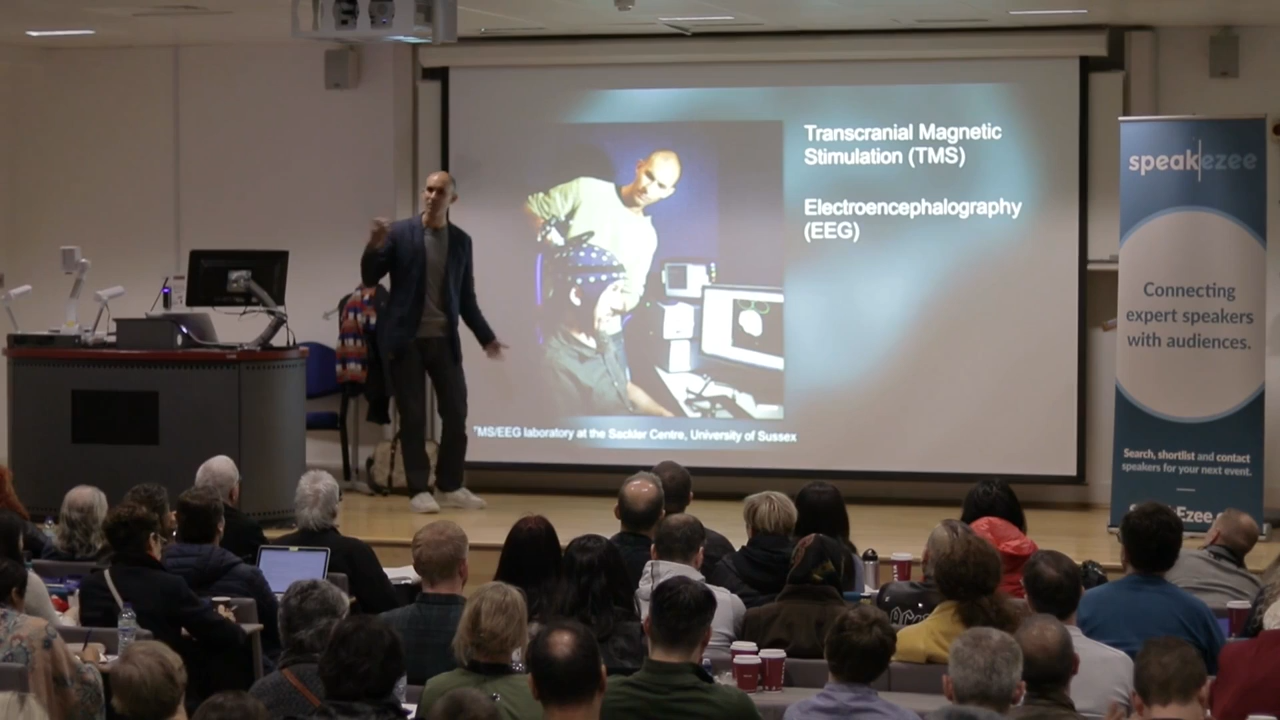 Transcranial Magnetic
Stimulation (TMS)
Electroencephalography
(EEG)
TMS/EEG laboratory at the Sackler Centre, University of Sussex
speakezee
Connecting
expert speakers
with audiences.
Search, shortlist and contact
speakers for your next event.